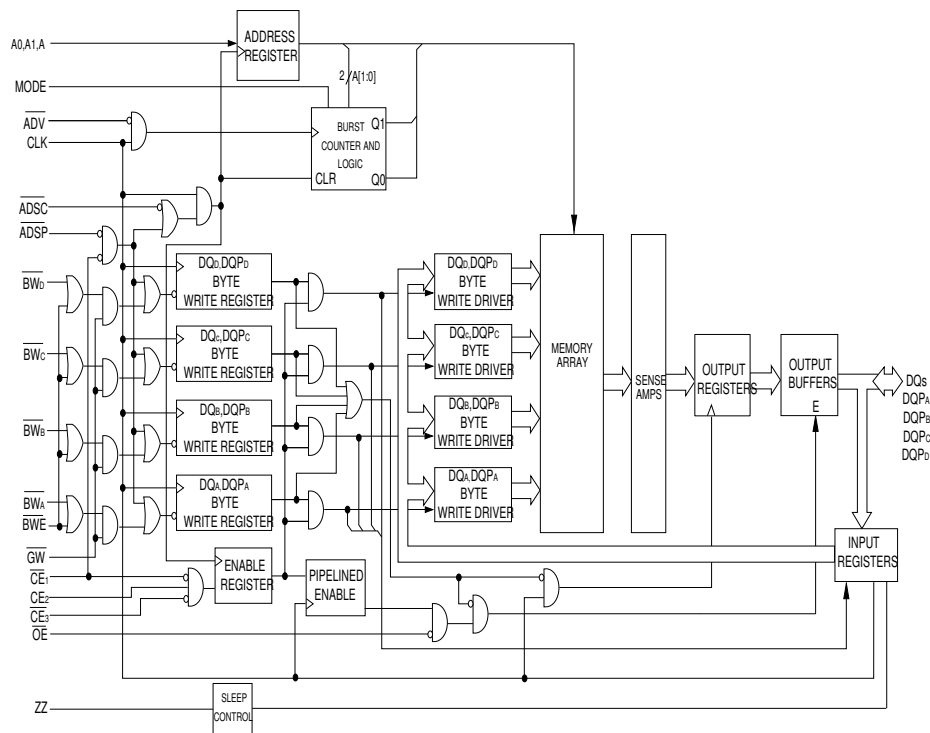 A0,A1,A
MODE
ADV
CLK
ADSC
ADSP
BWD
BWC
BWB
BWA
BWE
GW
CE1
CE2
CE3
OE
ZZ
ADDRESS
REGISTER
2
A[1:0]
BURST
COUNTER AND
LOGIC
CLR
Q1
Q0
DQD,DQPD
BYTE
WRITE REGISTER
DQC,DQPC
BYTE
WRITE REGISTER
DQB,DQPB
BYTE
WRITE REGISTER
DQA,DQPA
BYTE
WRITE REGISTER
ENABLE
REGISTER
PIPELINED
ENABLE
SLEEP
CONTROL
DQD,DQPD
BYTE
WRITE DRIVER
DQC,DQPC
BYTE
WRITE DRIVER
DQB,DQPB
BYTE
WRITE DRIVER
DQA,DQPA
BYTE
WRITE DRIVER
MEMORY
ARRAY
SENSE
AMPS
OUTPUT
REGISTERS
OUTPUT
BUFFERS
E
INPUT
REGISTERS
DQs
DQPA
DQPB
DQPC
DQPD